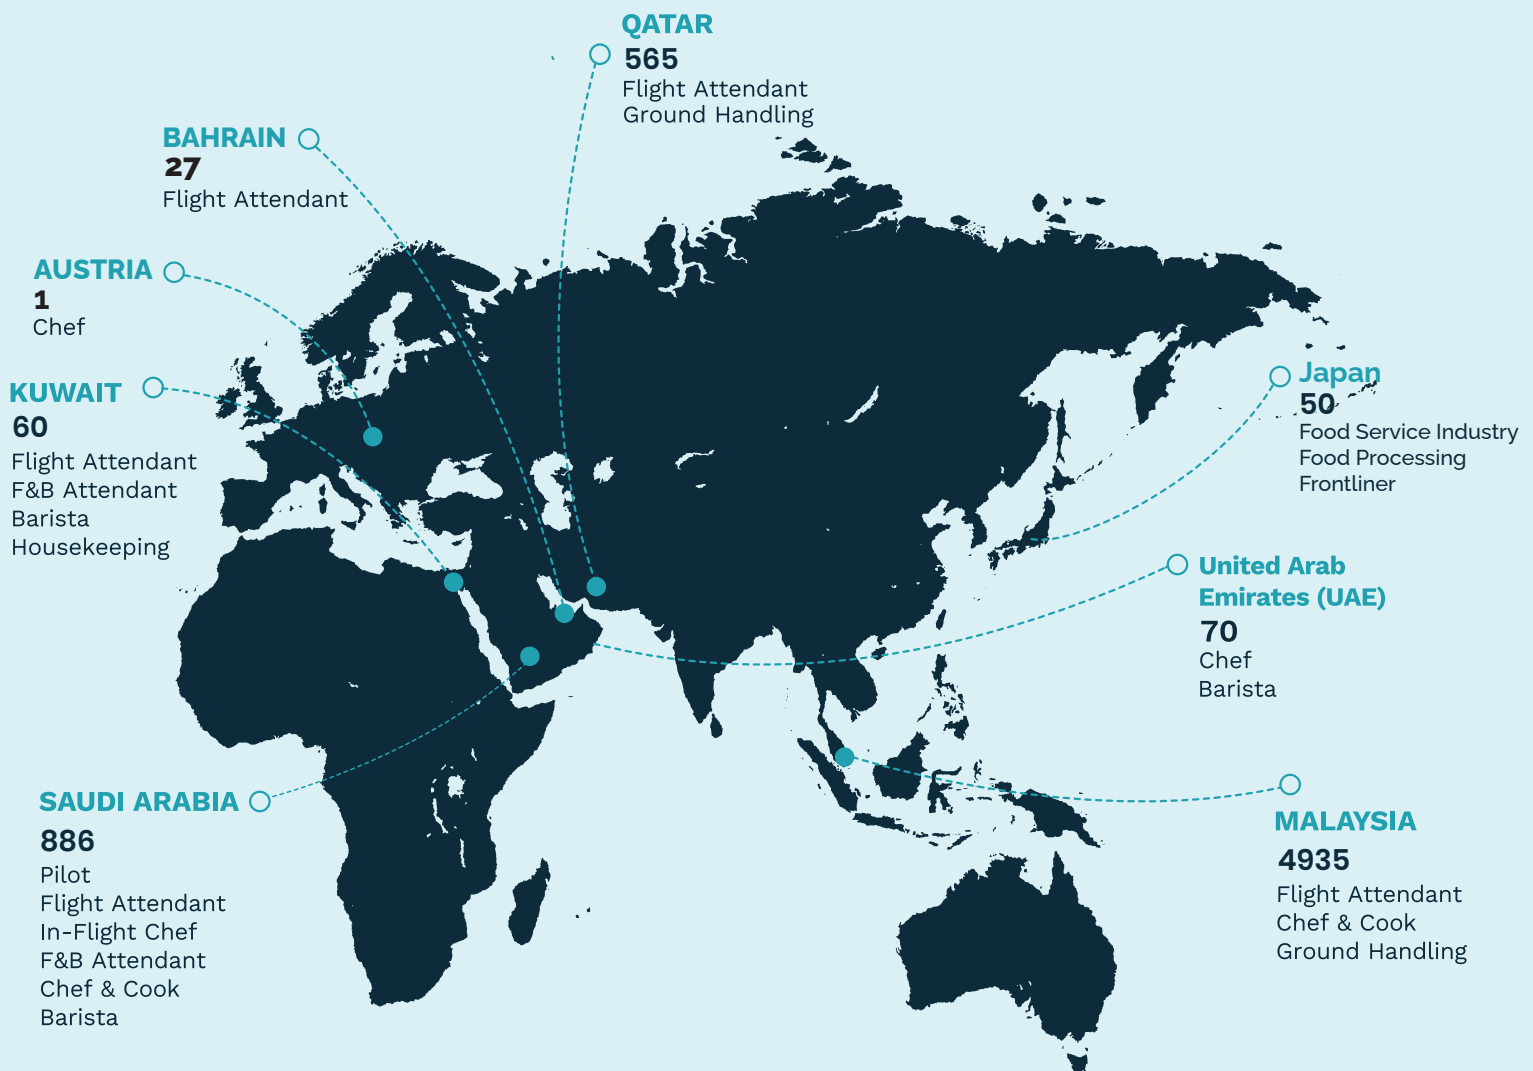 QATAR
565
Flight Attendant
Ground Handling
BAHRAIN
27
Flight Attendant
AUSTRIA
1
Chef
KUWAIT
60
Flight Attendant
F&B Attendant
Barista
Housekeeping
Japan
50
Food Service Industry
Food Processing
Frontliner
United Arab
Emirates (UAE)
70
Chef
Barista
SAUDI ARABIA
886
Pilot
Flight Attendant
In-Flight Chef
F&B Attendant
Chef & Cook
Barista
MALAYSIA
4935
Flight Attendant
Chef & Cook
Ground Handling